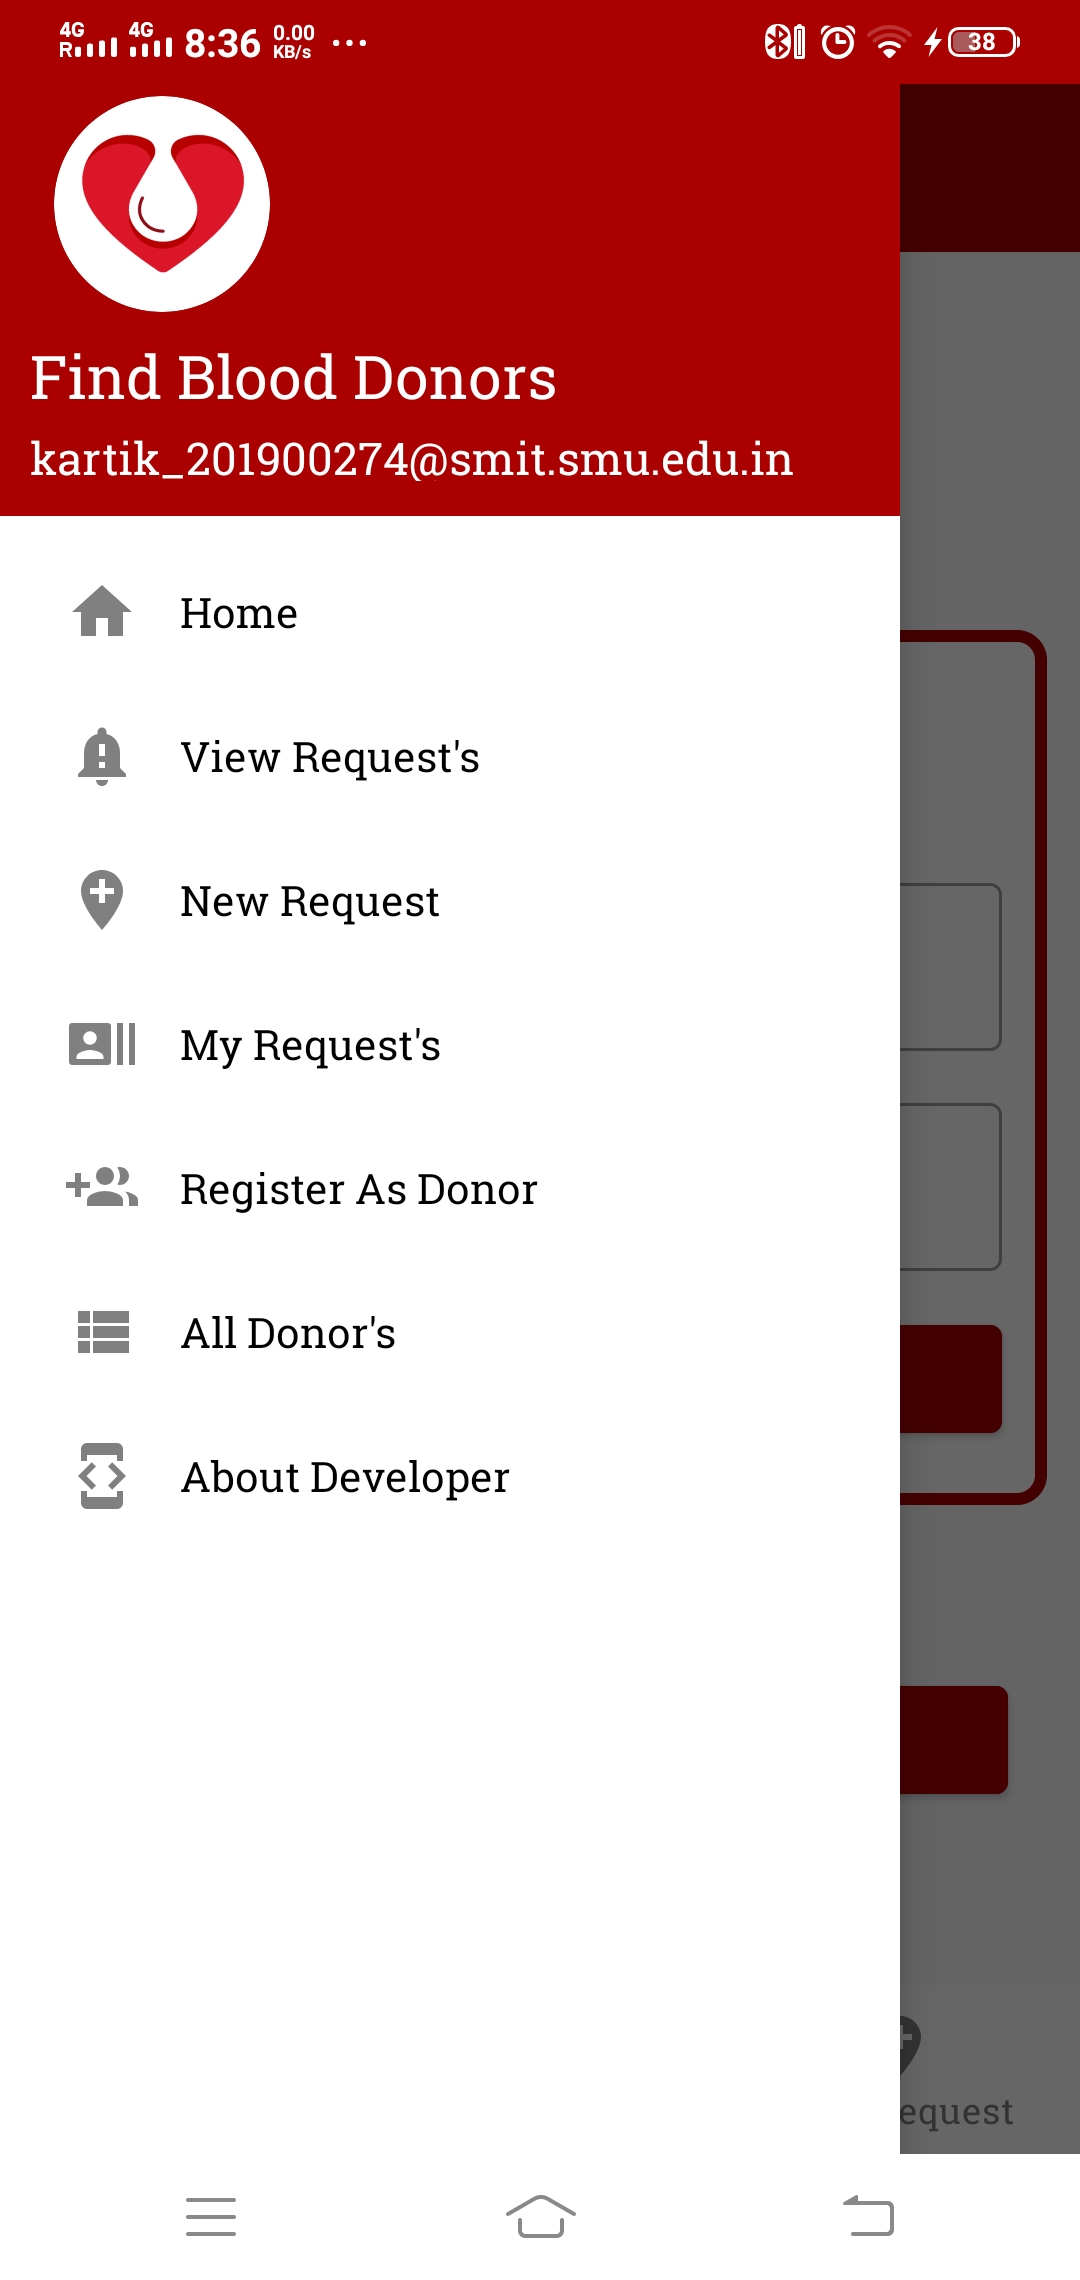 4G 4G 8:36 0.00 38
R KB/s
Find Blood Donors
kartik_201900274@smit.smu.edu.in
Home
View Request's
New Request
My Request's
Register As Donor
All Donor's
About Developer
equest